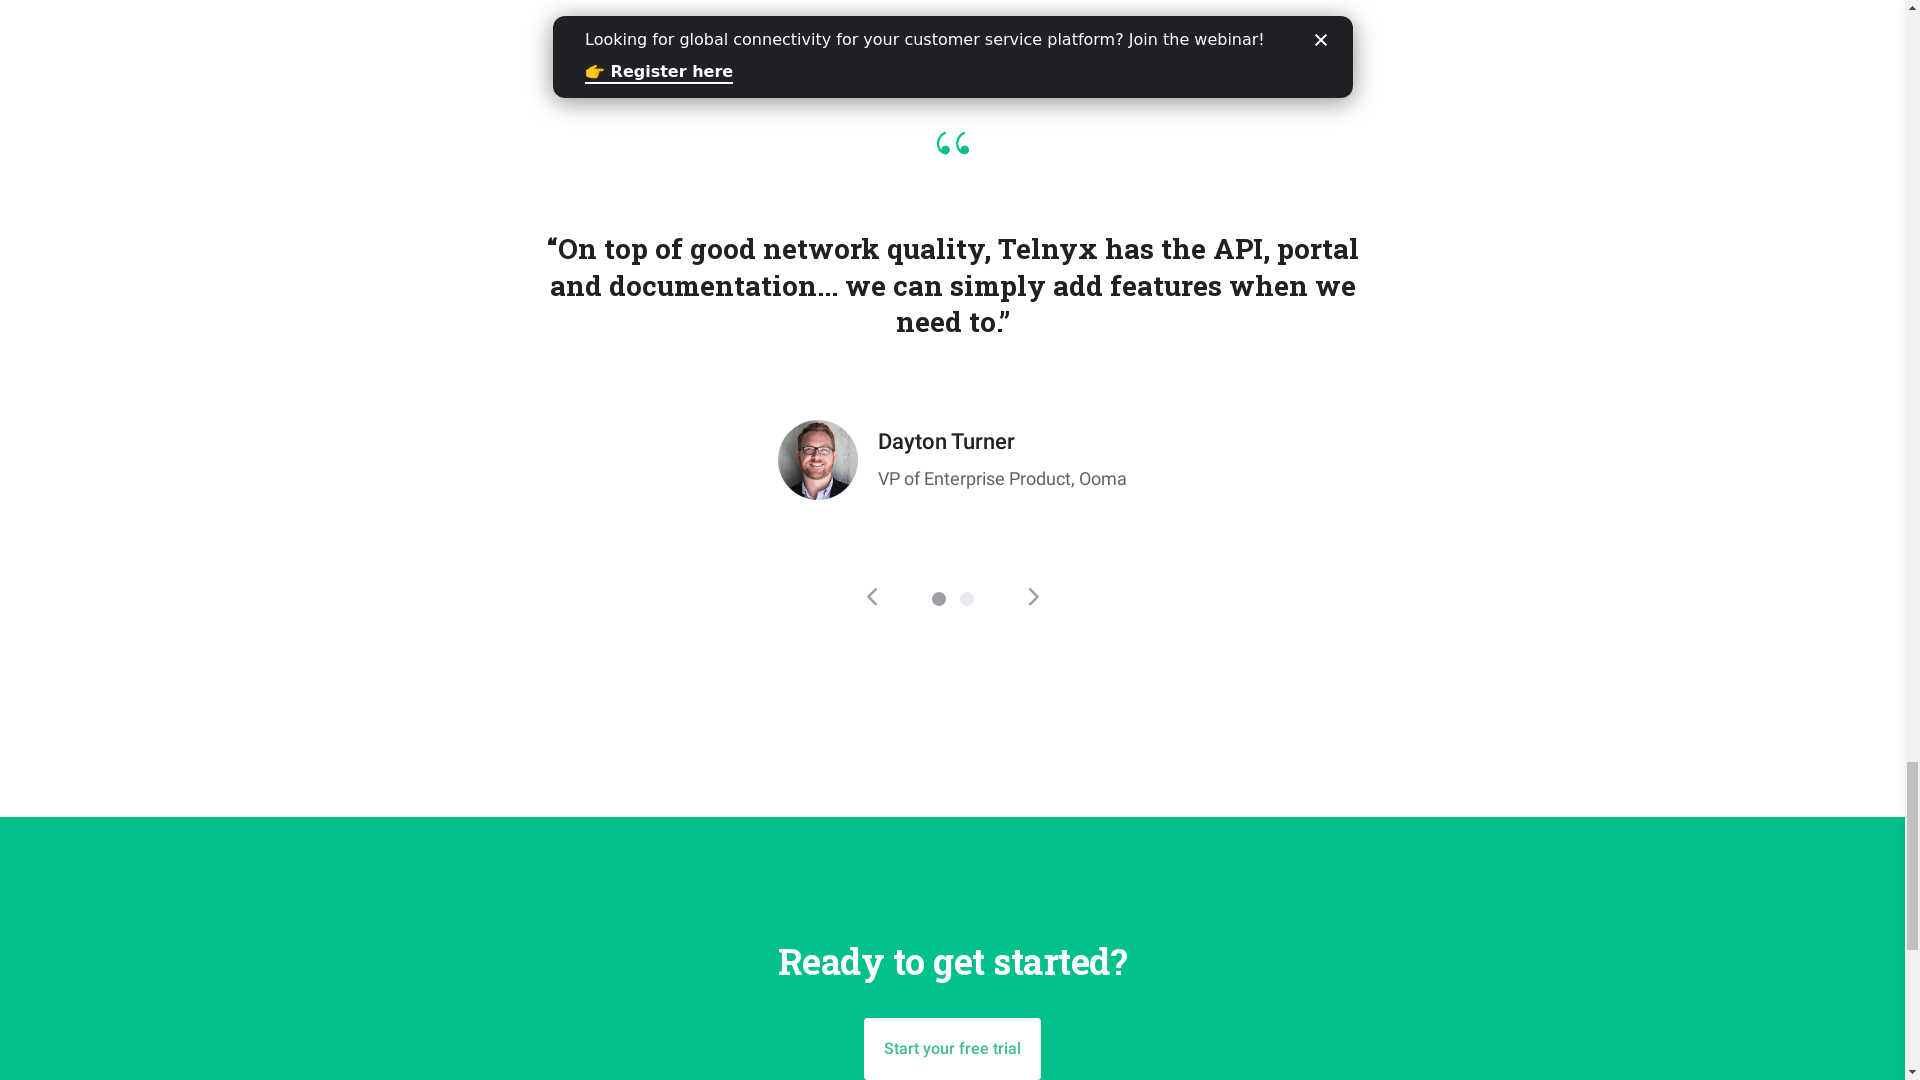 Looking for global connectivity for your customer service platform? Join the webinar!
👉 Register here
“On top of good network quality, Telnyx has the API, portal
and documentation... we can simply add features when we
need to.”
Dayton Turner
VP of Enterprise Product, Ooma
Ready to get started?
Start your free trial